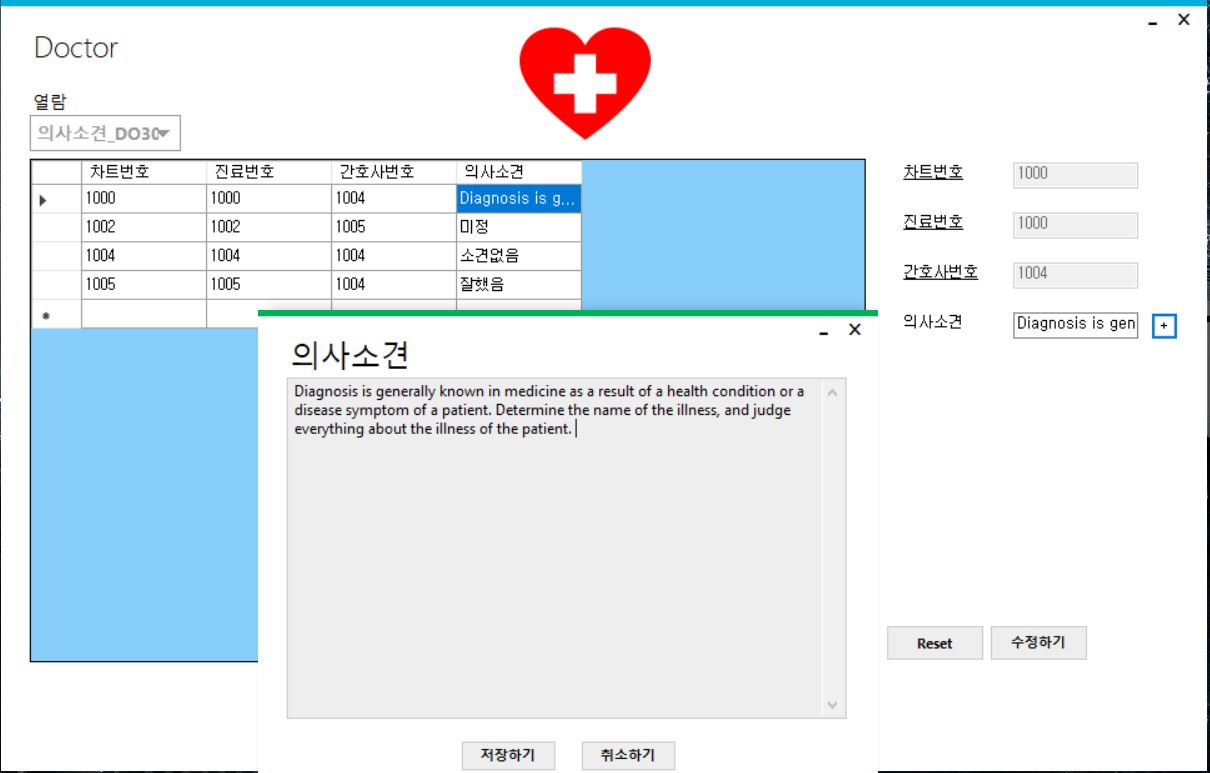 Doctor
열람
의사소견_DO30
차트번호 진료번호 간호사번호 의사소견
1000 1000 1004 Diagnosis is g...
1002 1002 1005 미정
1004 1004 1004 소견없음
1005 1005 1004 잘했음
차트번호 1000
진료번호 1000
간호사번호 1004
의사소견 Diagnosis is gen +
의사소견
Diagnosis is generally known in medicine as a result of a health condition or a
disease symptom of a patient. Determine the name of the illness, and judge
everything about the illness of the patient.
Reset 수정하기
저장하기 취소하기